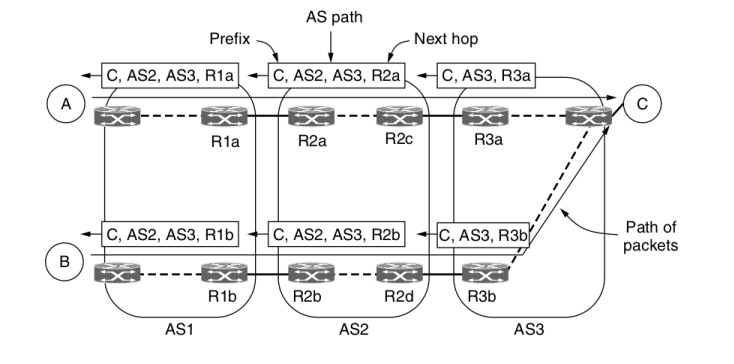 AS path
Prefix
Next hop
C, AS2, AS3, R1a
C, AS2, AS3, R2a
C, AS3, R3a
A
C
R1a
R2a
R2c
R3a
C, AS2, AS3, R1b
C, AS2, AS3, R2b
C, AS3, R3b
Path of
packets
B
R1b
R2b
R2d
R3b
AS1
AS2
AS3